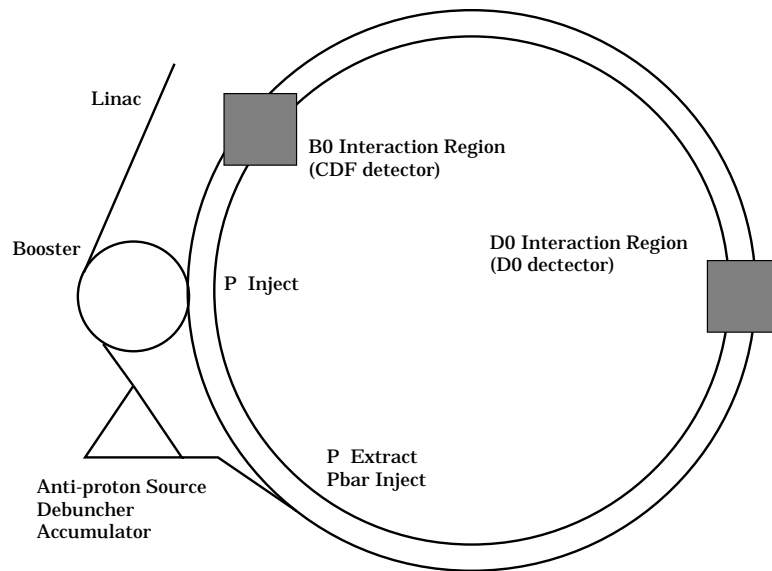 Linac
B0 Interaction Region
(CDF detector)
Booster
D0 Interaction Region
(D0 dectector)
P Inject
P Extract
Pbar Inject
Anti-proton Source
Debuncher
Accumulator